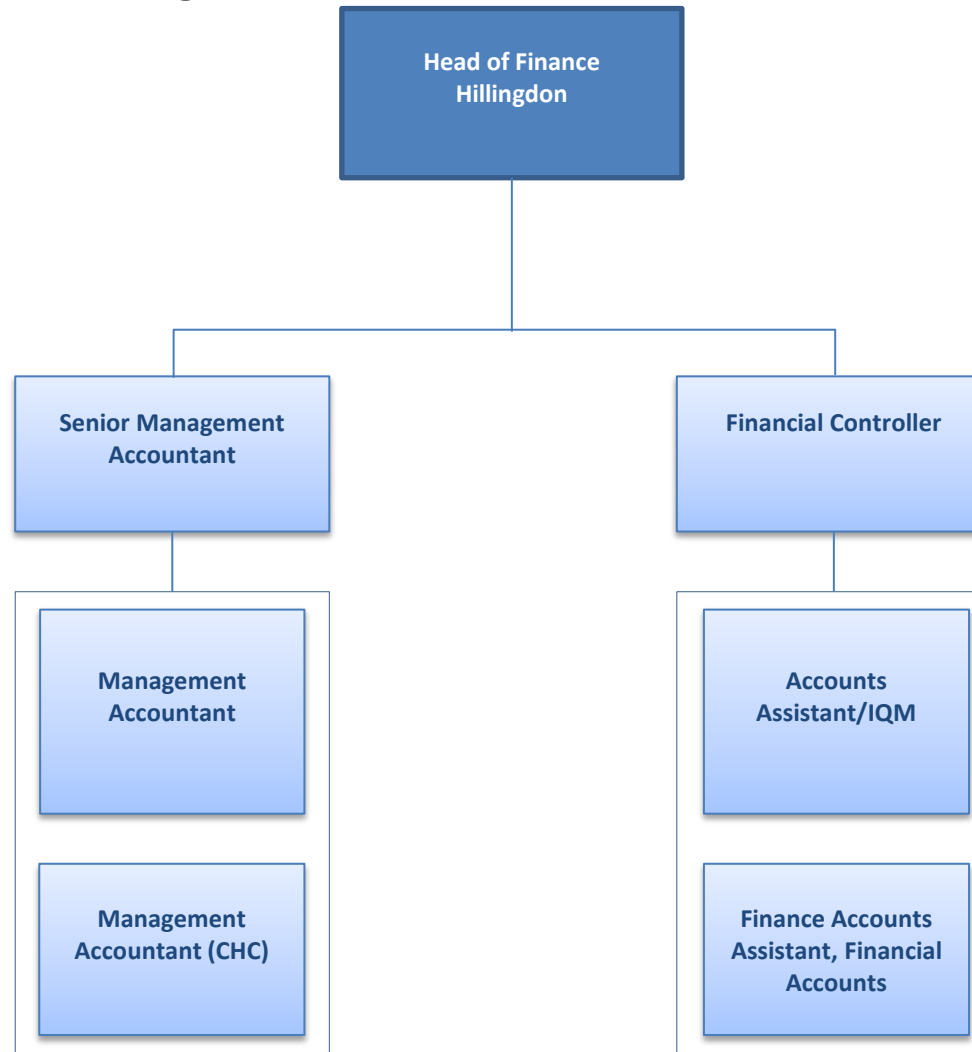 Head of Finance
Hillingdon
Senior Management
Accountant
Financial Controller
Management
Accountant
Accounts
Assistant/IQM
Management
Accountant (CHC)
Finance Accounts
Assistant, Financial
Accounts